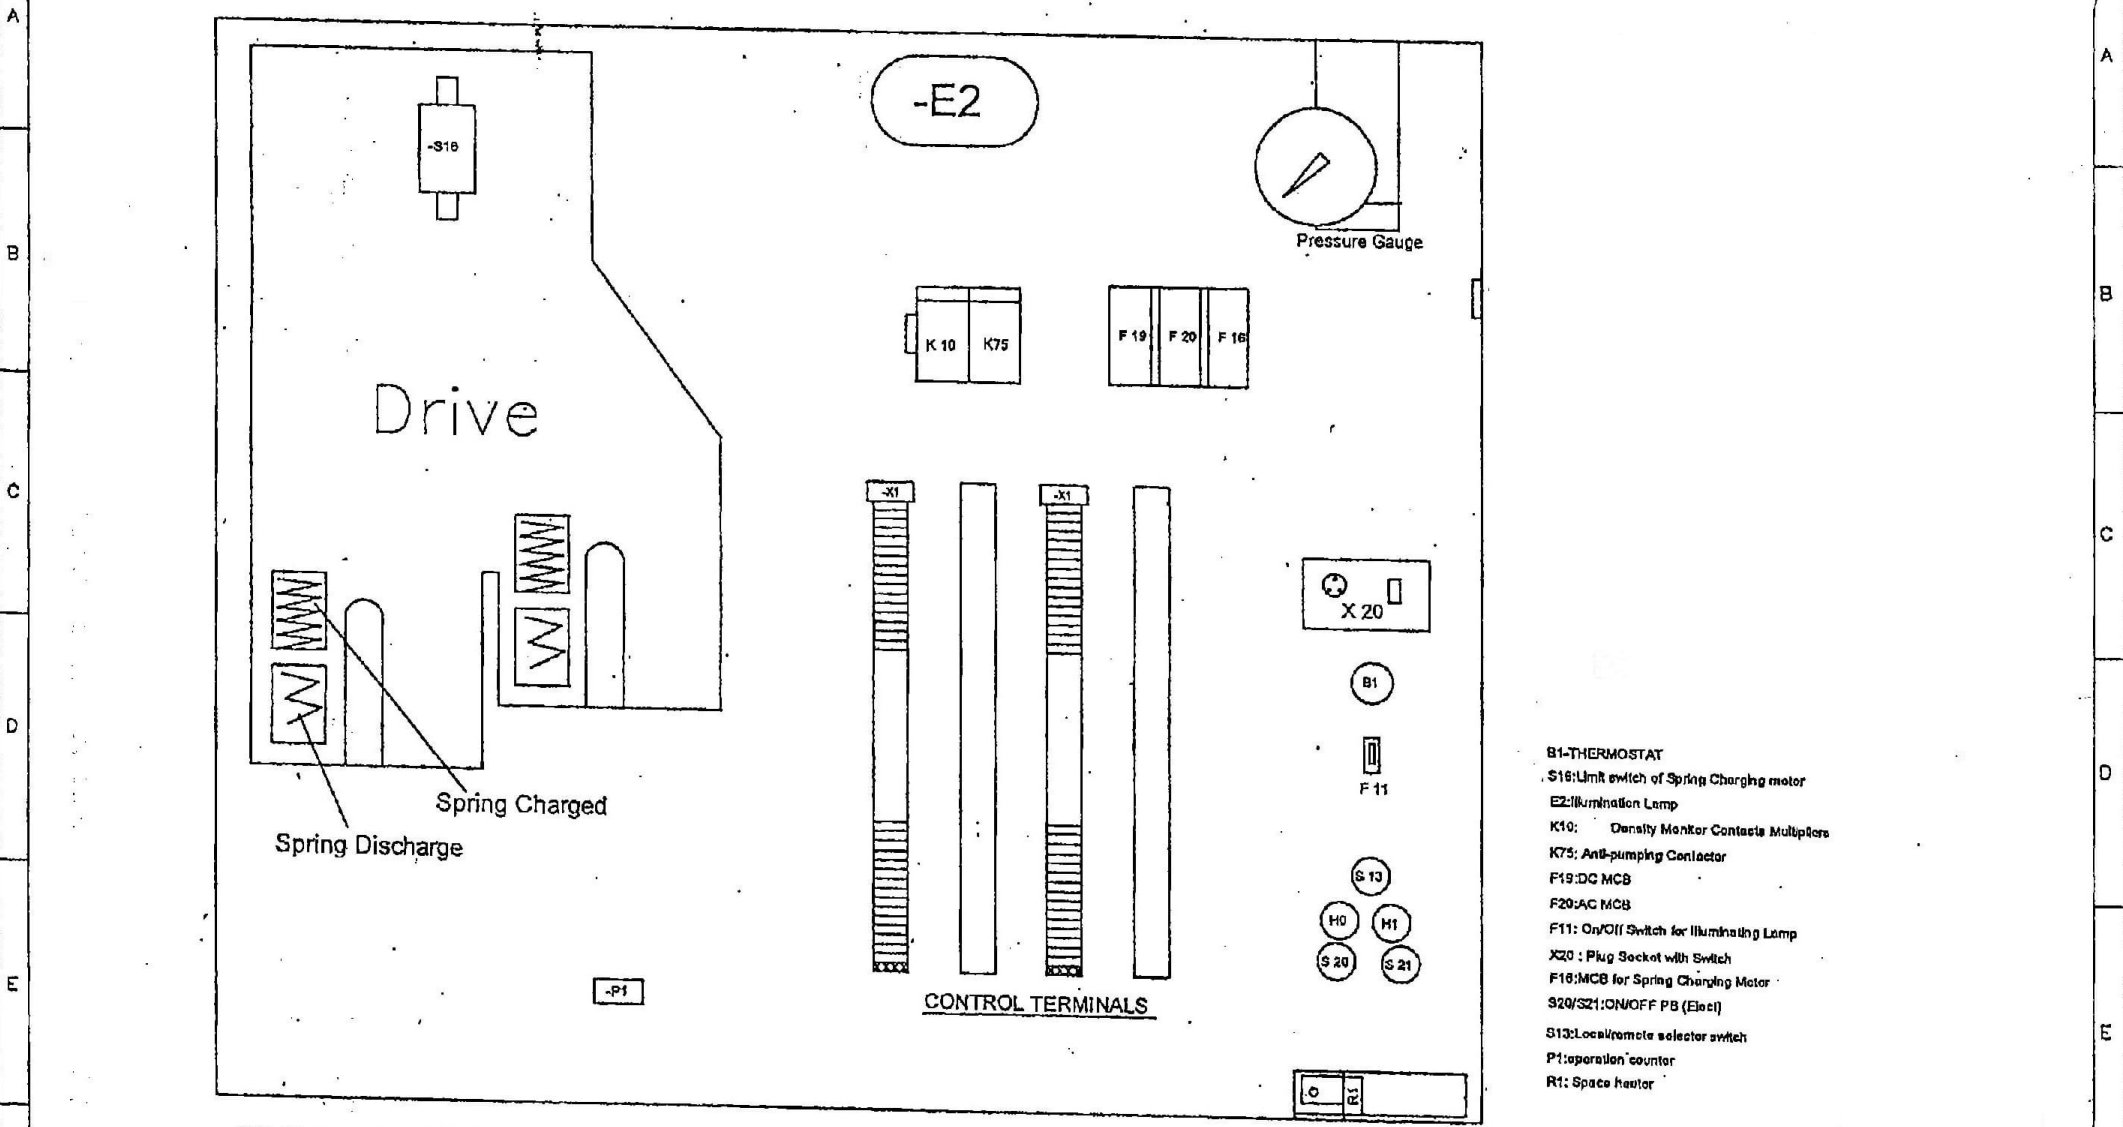 A
A
-E2
-S16
Pressure Gauge
B
B
K 10
K75
F 19
F 20
F 16
Drive
C
C
-X1
-X1
X 20
B1
D
D
F 11
Spring Charged
Spring Discharge
S 13
H0
H1
S 20
S 21
E
E
-P1
CONTROL TERMINALS
R1
B1-THERMOSTAT
S16:Limit switch of Spring Charging motor
E2:Illumination Lamp
K10: Density Monitor Contacts Multipliers
K75: Anti-pumping Contactor
F19:DC MCB
F20:AC MCB
F11: On/Off Switch for Illuminating Lamp
X20 : Plug Socket with Switch
F16:MCB for Spring Charging Motor
S20/S21:ON/OFF PB (Elect)
S13:Local/remote selector switch
P1:operation counter
R1: Space heater